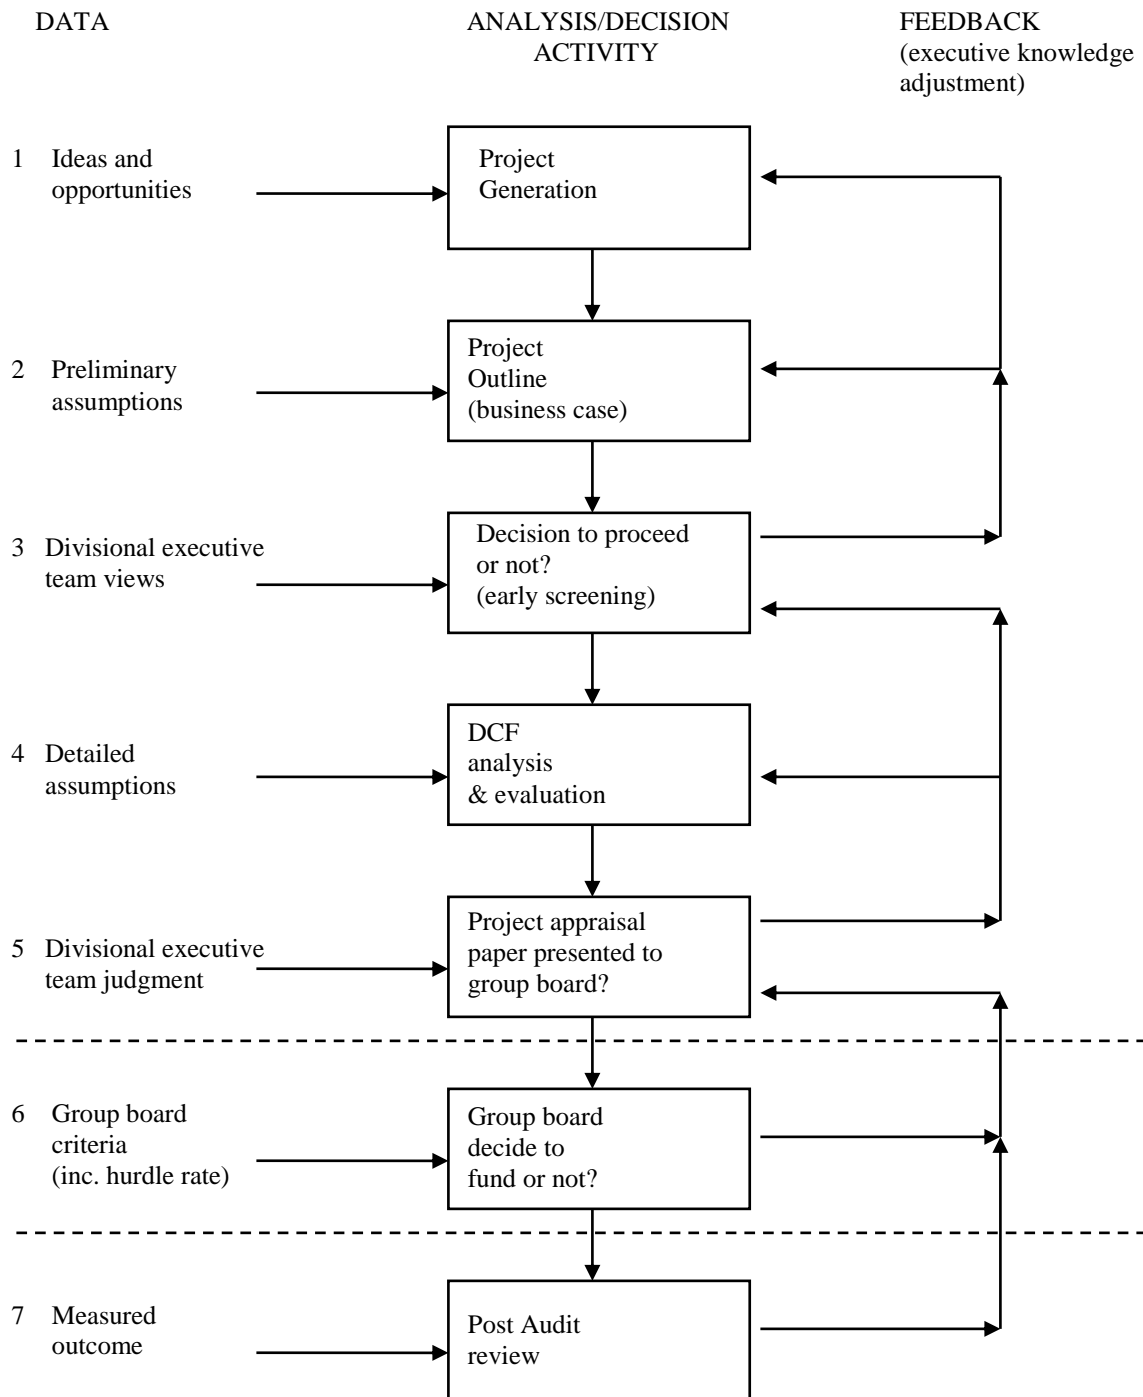 DATA
ANALYSIS/DECISION
ACTIVITY
FEEDBACK
(executive knowledge
adjustment)
1 Ideas and
opportunities
Project
Generation
2 Preliminary
assumptions
Project
Outline
(business case)
3 Divisional executive
team views
Decision to proceed
or not?
(early screening)
4 Detailed
assumptions
DCF
analysis
& evaluation
5 Divisional executive
team judgment
Project appraisal
paper presented to
group board?
6 Group board
criteria
(inc. hurdle rate)
Group board
decide to
fund or not?
7 Measured
outcome
Post Audit
review